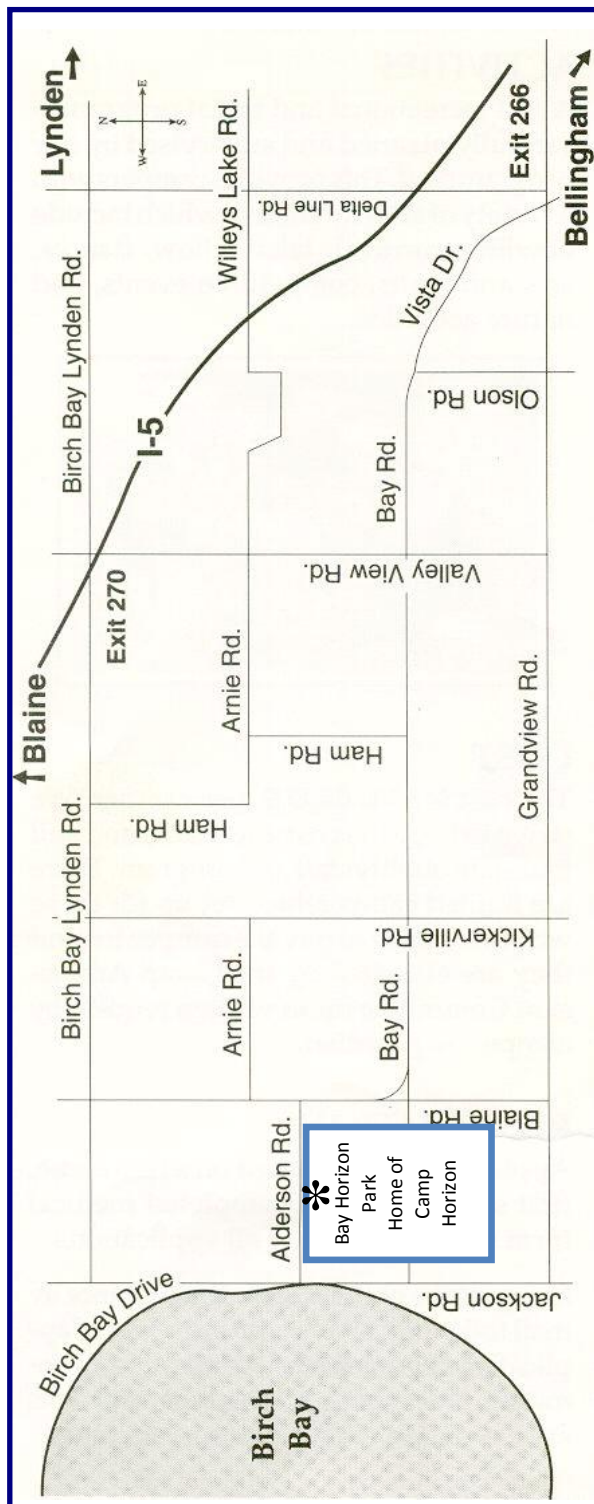 Lynden
N
E
W
S
Birch Bay Lynden Rd.
Willeys Lake Rd.
Delta Line Rd.
Exit 266
Bellingham
Vista Dr.
I-5
Olson Rd.
Bay Rd.
Valley View Rd.
Exit 270
Blaine
Arnie Rd.
Ham Rd.
Ham Rd.
Grandview Rd.
Birch Bay Lynden Rd.
Kickerville Rd.
Arnie Rd.
Bay Rd.
Blaine Rd.
Alderson Rd.
*
Bay Horizon
Park
Home of
Camp
Horizon
Jackson Rd.
Birch Bay Drive
Birch
Bay